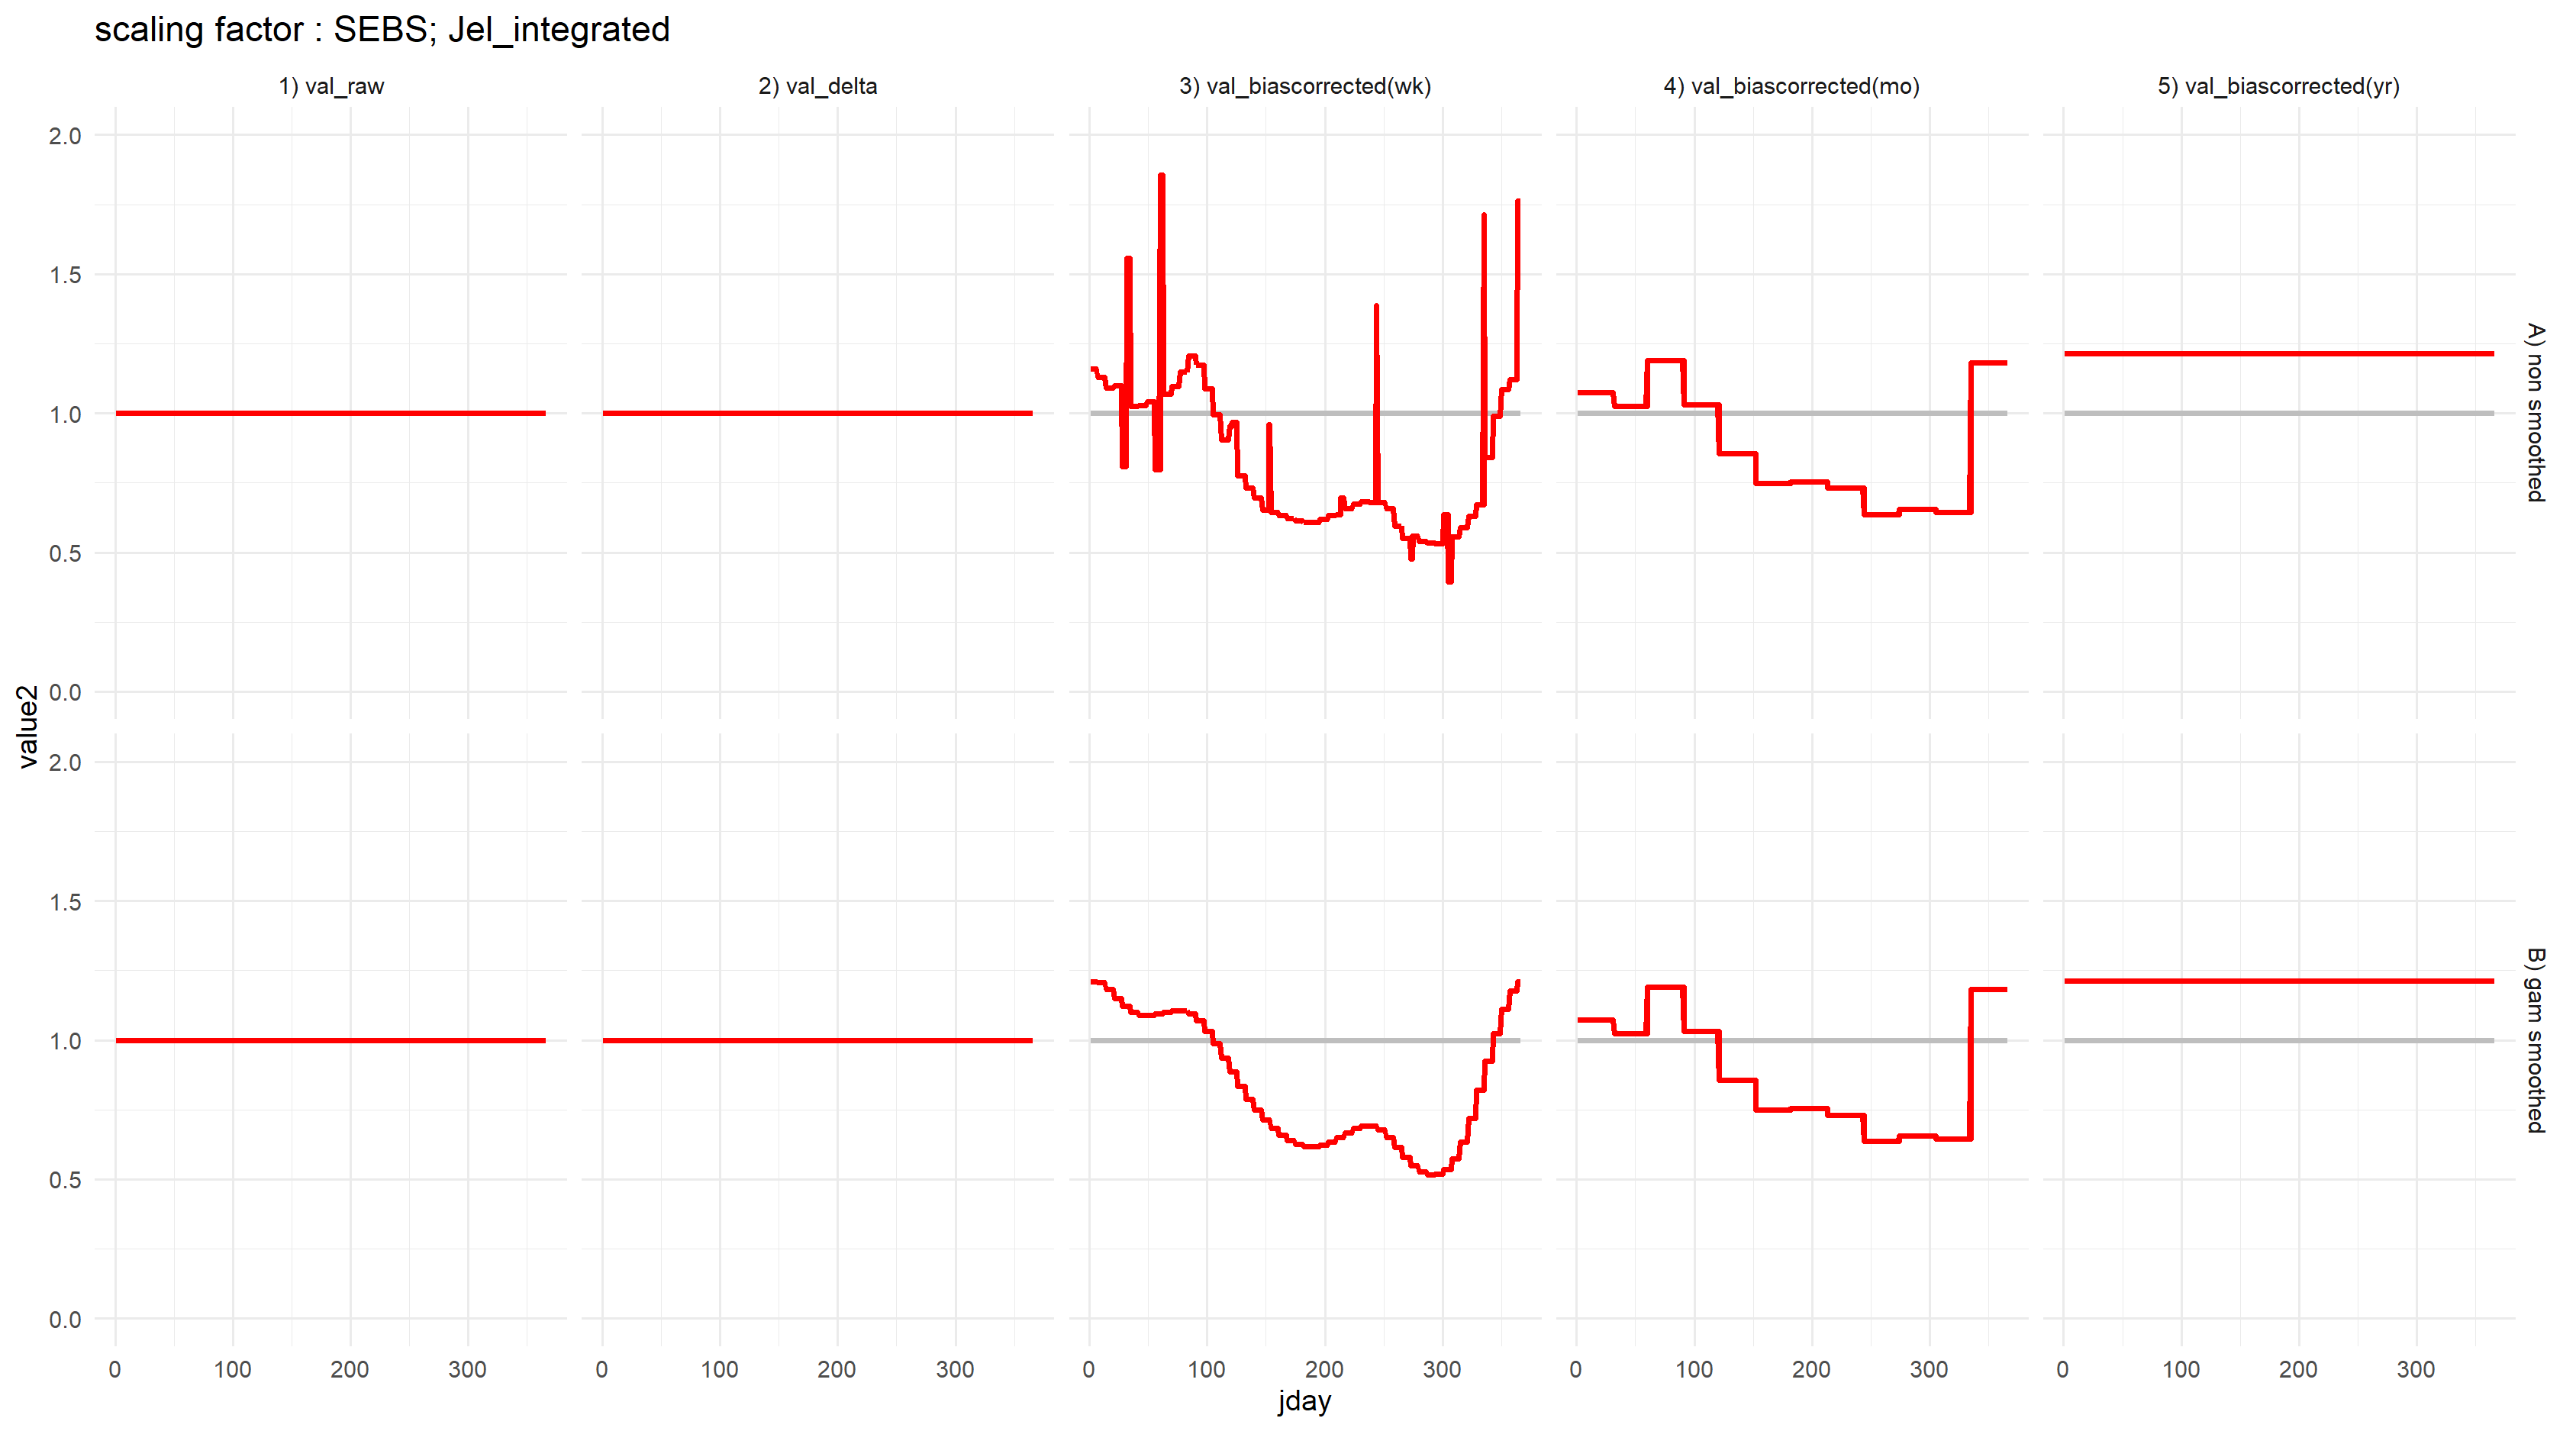 scaling factor : SEBS; Jel_integrated
1) val_raw
2) val_delta
3) val_biascorrected(wk)
4) val_biascorrected(mo)
5) val_biascorrected(yr)
2.0
1.5
1.0
0.5
0.0
A) non smoothed
value2
2.0
1.5
1.0
0.5
0.0
B) gam smoothed
0 100 200 300
0 100 200 300
0 100 200 300
0 100 200 300
0 100 200 300
jday